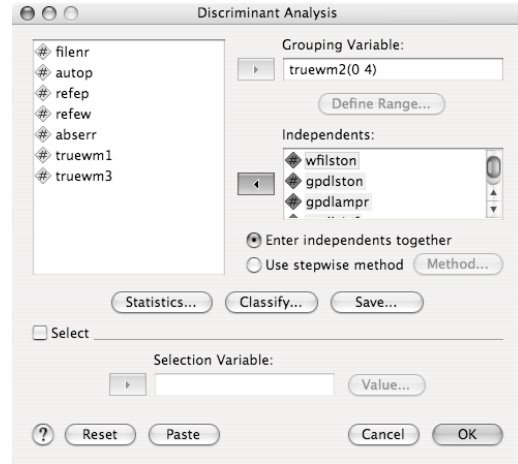 Discriminant Analysis
filenr
autop
refep
refew
abserr
truewm1
truewm3
Grouping Variable:
truewm2(0 4)
Define Range...
Independents:
wfilston
gpdlston
gpdlampr
Enter independents together
Use stepwise method
Method...
Statistics...
Classify...
Save...
Select
Selection Variable:
Value...
?
Reset
Paste
Cancel
OK